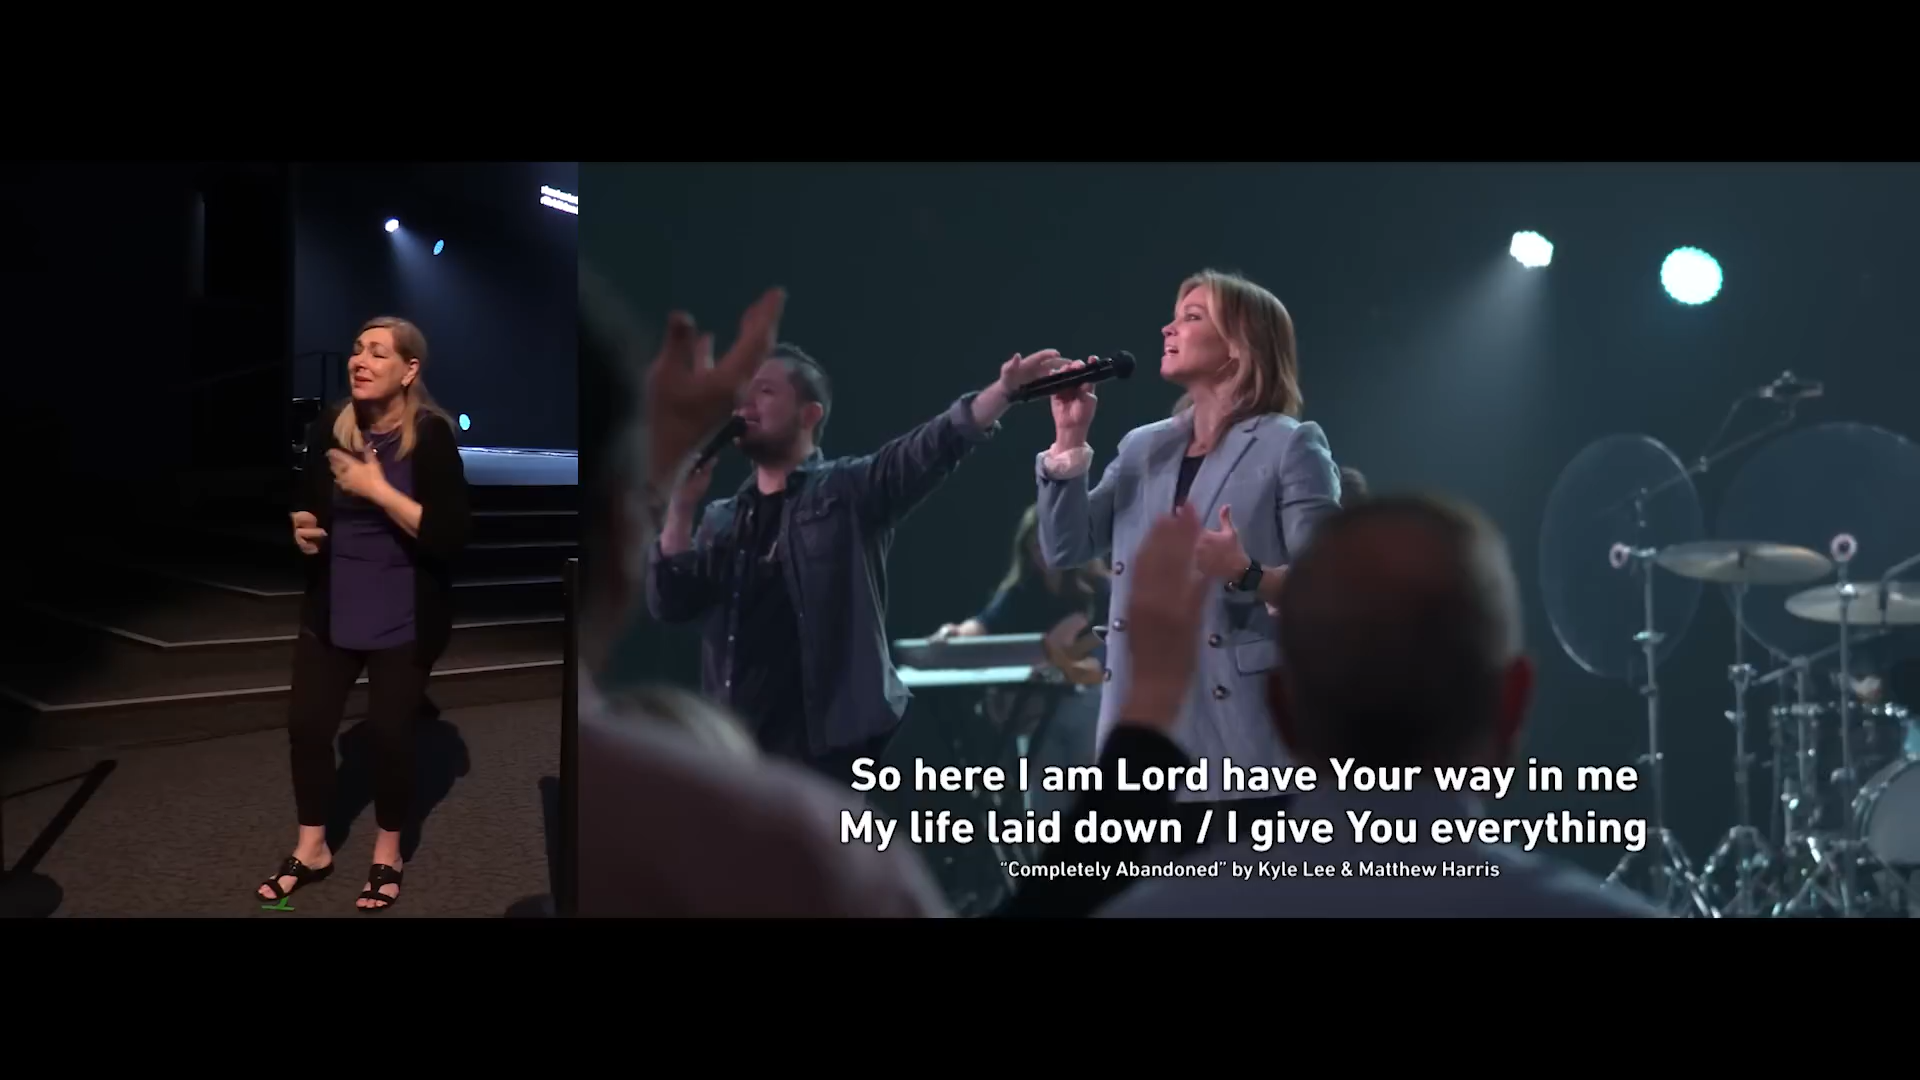 So here I am Lord have Your way in me
My life laid down / I give You everything
"Completely Abandoned" by Kyle Lee & Matthew Harris